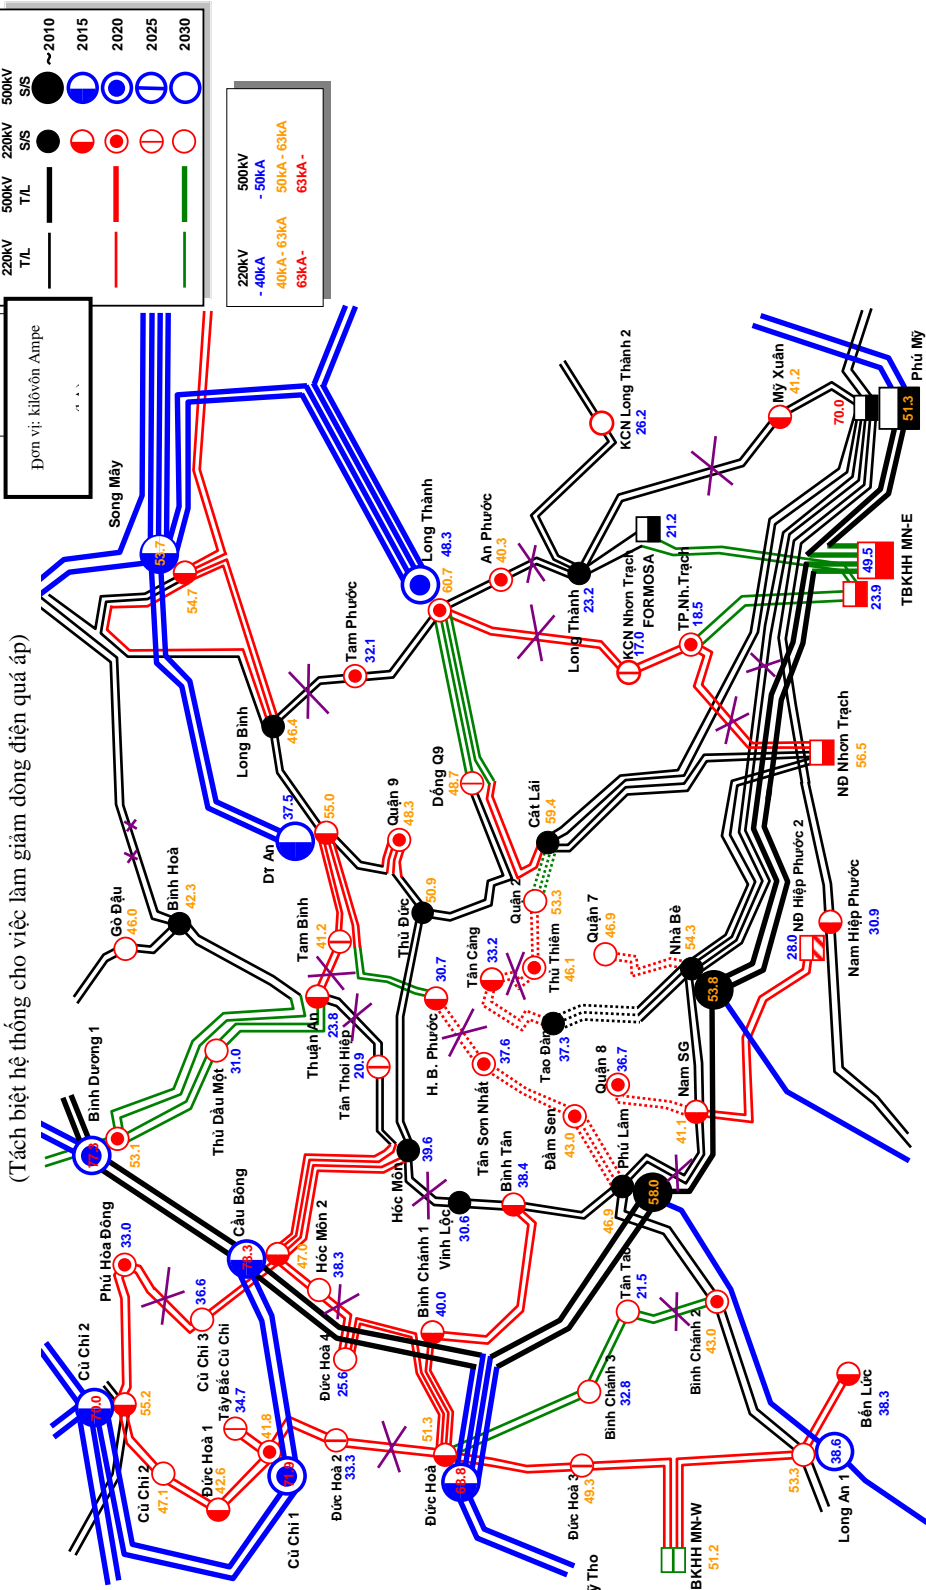 (Tách biệt hệ thống cho việc làm giảm dòng điện quá áp)
Đơn vị: kilôvôn Ampe
220kV T/L
500kV T/L
220kV S/S
500kV S/S
~2010
2015
2020
2025
2030
220kV
- 40kA
40kA - 63kA
63kA -
500kV
- 50kA
50kA - 63kA
63kA -
Song Mây
53.7
54.7
Long Thành
48.3
60.7
An Phước
40.3
KCN Long Thành 2
26.2
Mỹ Xuân
41.2
70.0
Phú Mỹ
51.3
Tam Phước
32.1
Long Thành
23.2
FORMOSA
21.2
KCN Nhơn Trạch
17.0
TP.Nh.Trạch
18.5
49.5
23.9
TBKHH MN-E
Long Bình
46.4
Dĩ An
37.5
55.0
Quận 9
48.3
Dồng Q9
48.7
Cát Lái
59.4
NĐ Nhơn Trạch
56.5
Gò Đậu
46.0
Bình Hoà
42.3
Tam Bình
41.2
Thủ Đức
50.9
Quận 2
53.3
Thủ Thiêm
46.1
Tân Cảng
33.2
Quận 7
46.9
Nhà Bè
54.3
53.8
NĐ Hiệp Phước 2
28.0
Nam Hiệp Phước
30.9
Bình Dương 1
77.3
53.1
Thủ Dầu Một
31.0
Thuận An
23.8
Tân Thoi Hiệp
20.9
H. B. Phước
30.7
Tân Sơn Nhất
37.6
Tao Đàn
37.3
Quận 8
36.7
Nam SG
41.1
Đầm Sen
43.0
Phú Lâm
46.9
58.0
Hóc Môn
39.6
Vĩnh Lộc
30.6
Bình Tân
38.4
Cầu Bông
73.3
47.0
Hóc Môn 2
38.3
Phú Hòa Đông
33.0
Củ Chi 3
36.6
Đức Hoà 4
25.6
Bình Chánh 1
40.0
Tân Tạo
21.5
Bình Chánh 2
43.0
Bình Chánh 3
32.8
Củ Chi 2
70.0
55.2
Củ Chi 2
47.1
Đức Hoà 1
42.6
Tây Bắc Củ Chi
34.7
41.8
Củ Chi 1
71.9
Đức Hoà 2
33.3
Đức Hoà
51.3
68.8
Đức Hoà 3
49.3
Bến Lức
38.3
53.3
Long An 1
38.6
BKHH MN-W
51.2
ỹ Tho